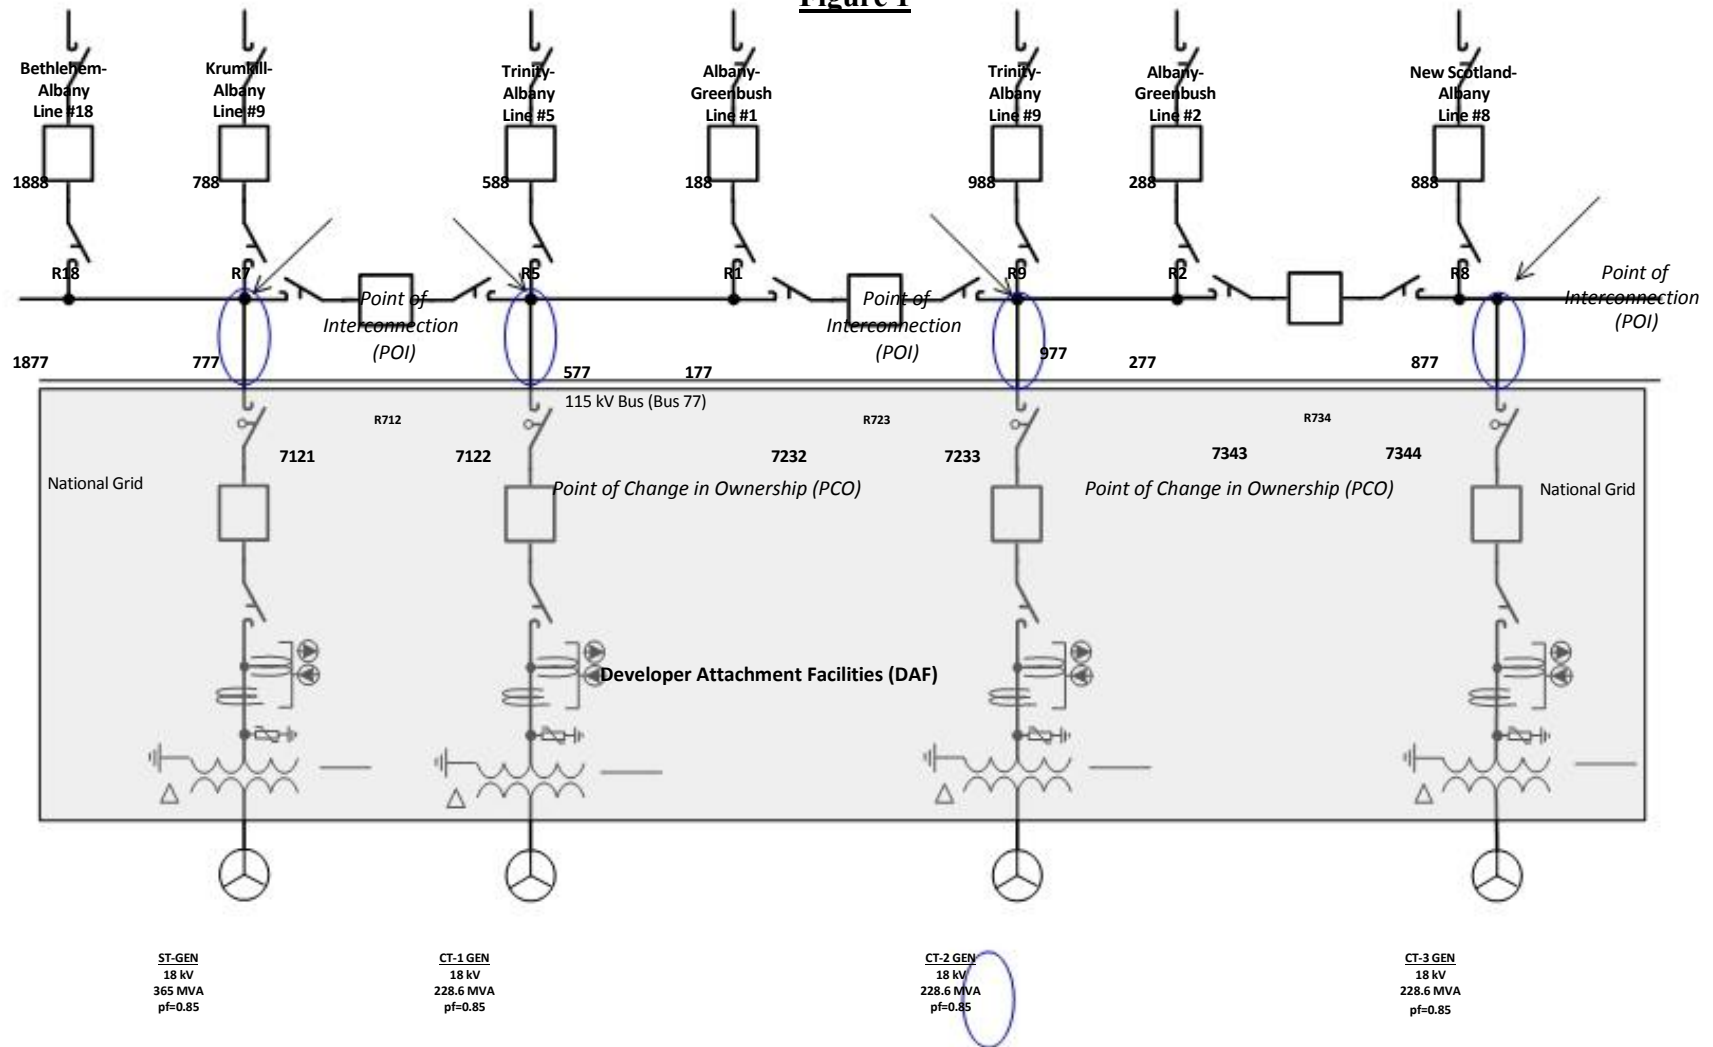 Figure 1
Bethlehem-
Albany
Line #18
Krumkill-
Albany
Line #9
Trinity-
Albany
Line #5
Albany-
Greenbush
Line #1
Trinity-
Albany
Line #9
Albany-
Greenbush
Line #2
New Scotland-
Albany
Line #8
1888
788
588
188
988
288
888
R18
R7
R5
R1
R9
R2
R8
Point of
Interconnection
(POI)
Point of
Interconnection
(POI)
Point of
Interconnection
(POI)
1877
777
577
177
977
277
877
115 kV Bus (Bus 77)
R712
R723
R734
7121
7122
7232
7233
7343
7344
National Grid
Point of Change in Ownership (PCO)
Point of Change in Ownership (PCO)
National Grid
Developer Attachment Facilities (DAF)
ST-GEN
18 kV
365 MVA
pf=0.85
CT-1 GEN
18 kV
228.6 MVA
pf=0.85
CT-2 GEN
18 kV
228.6 MVA
pf=0.85
CT-3 GEN
18 kV
228.6 MVA
pf=0.85